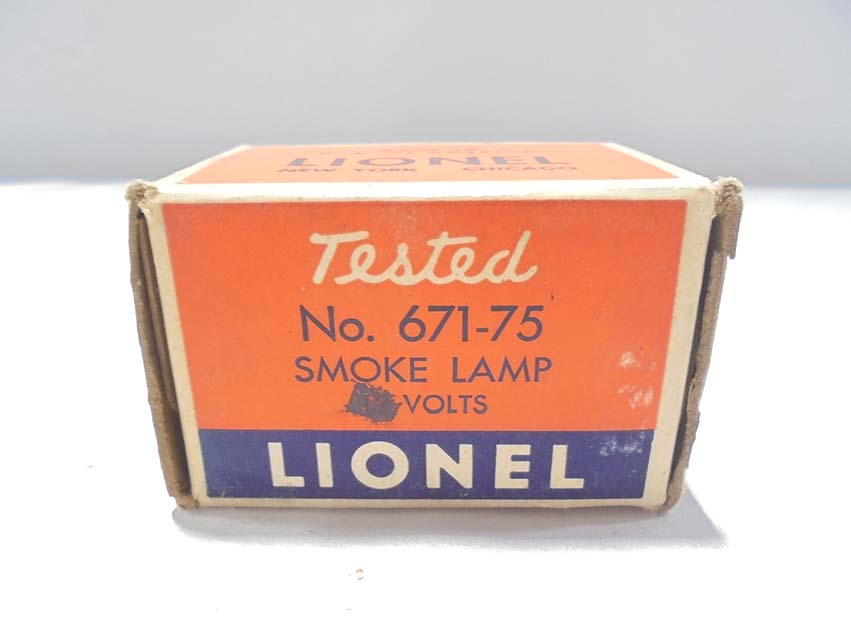 LIONEL
NEW YORK CHICAGO
Tested
No. 671-75
SMOKE LAMP
VOLTS
LIONEL